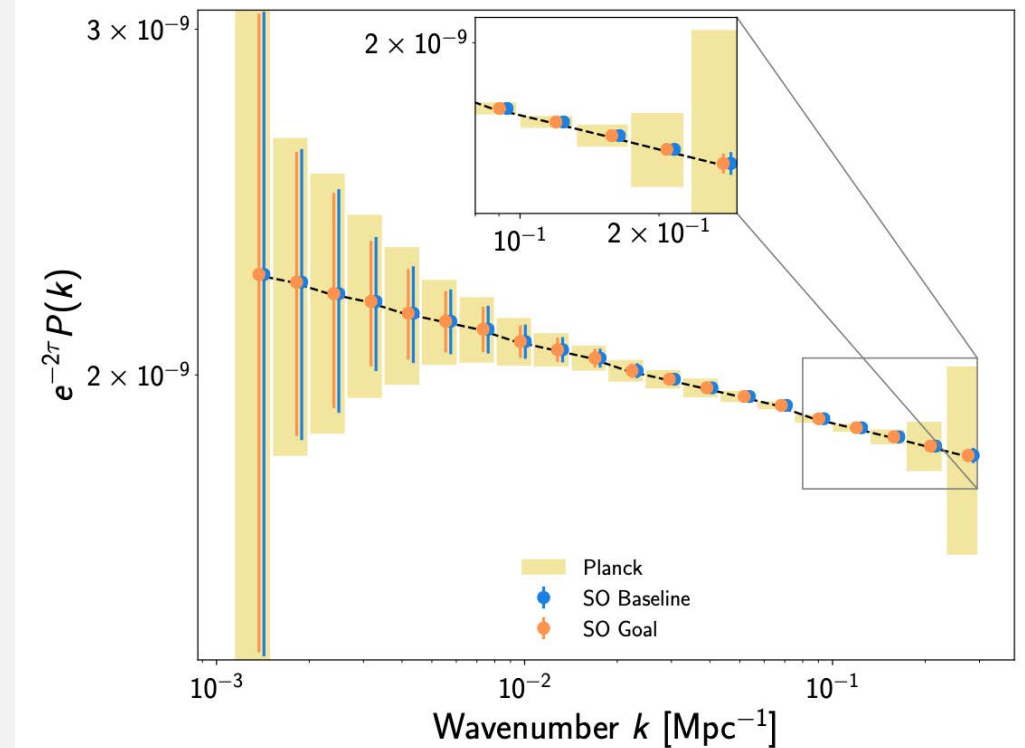 3 × 10⁻⁹
2 × 10⁻⁹
e⁻²ᵗ P(k)
2 × 10⁻⁹
10⁻¹
2 × 10⁻¹
Planck
SO Baseline
SO Goal
10⁻³
10⁻²
10⁻¹
Wavenumber k [Mpc⁻¹]